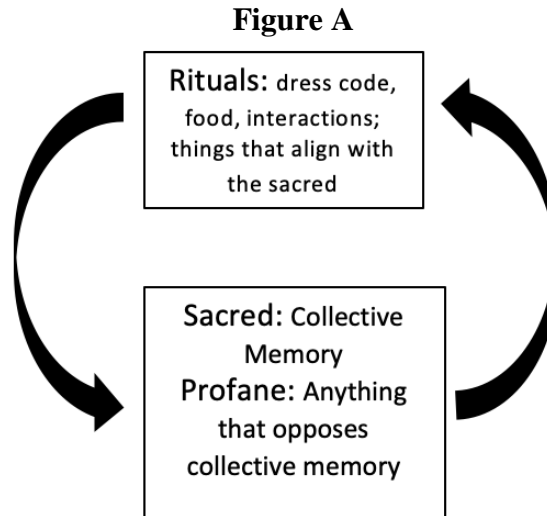 Figure A
Rituals: dress code,
food, interactions;
things that align with
the sacred
Sacred: Collective
Memory
Profane: Anything
that opposes
collective memory